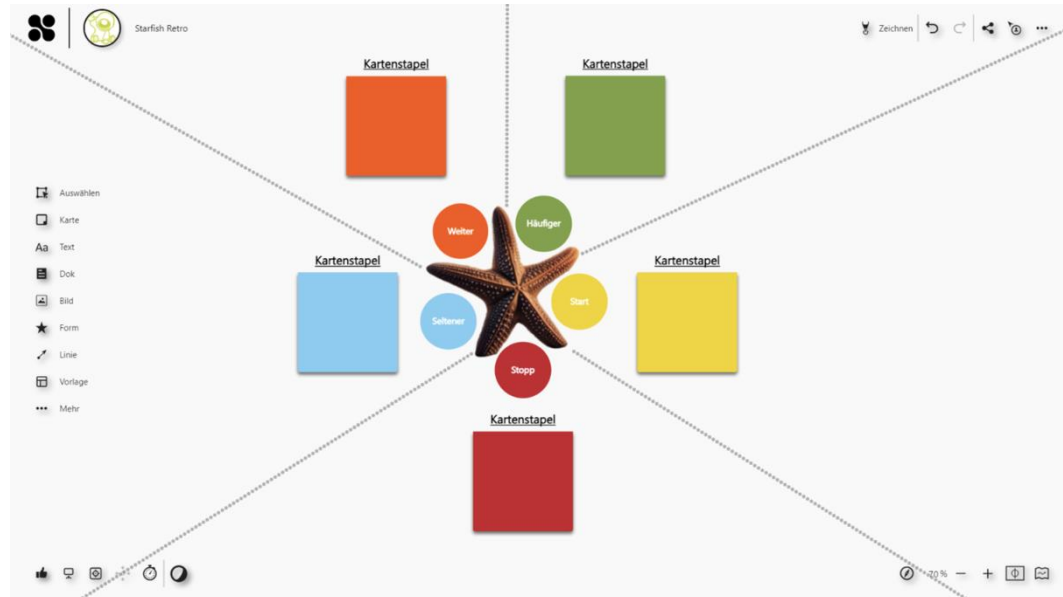 Starfish Retro
Zeichnen
Kartenstapel
Kartenstapel
Auswählen
Karte
Aa Text
Dok
Bild
Form
Linie
Vorlage
Mehr
Weiter
Häufiger
Kartenstapel
Kartenstapel
Seltener
Start
Stopp
Kartenstapel
70 %